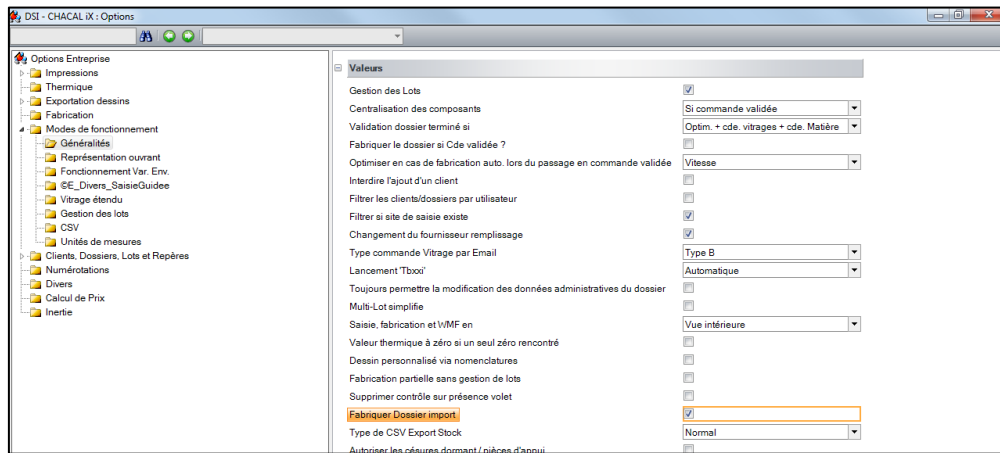 DSI - CHACAL iX : Options
Options Entreprise
Impressions
Thermique
Exportation dessins
Fabrication
Modes de fonctionnement
Généralités
Représentation ouvrant
Fonctionnement Var. Env.
©E_Divers_SaisieGuidee
Vitrage étendu
Gestion des lots
CSV
Unités de mesures
Clients, Dossiers, Lots et Repères
Numérotations
Divers
Calcul de Prix
Inertie
Valeurs
Gestion des Lots
Centralisation des composants Si commande validée
Validation dossier terminé si Optim. + cde. vitrages + cde. Matière
Fabriquer le dossier si Cde validée ?
Optimiser en cas de fabrication auto. lors du passage en commande validée Vitesse
Interdire l'ajout d'un client
Filtrer les clients/dossiers par utilisateur
Filtrer si site de saisie existe
Changement du fournisseur remplissage
Type commande Vitrage par Email Type B
Lancement 'Tbxxi' Automatique
Toujours permettre la modification des données administratives du dossier
Multi-Lot simplifie
Saisie, fabrication et WMF en Vue intérieure
Valeur thermique à zéro si un seul zéro rencontré
Dessin personnalisé via nomenclatures
Fabrication partielle sans gestion de lots
Supprimer contrôle sur présence volet
Fabriquer Dossier import
Type de CSV Export Stock Normal
Autoriser les césures dormant / pièces d'appui